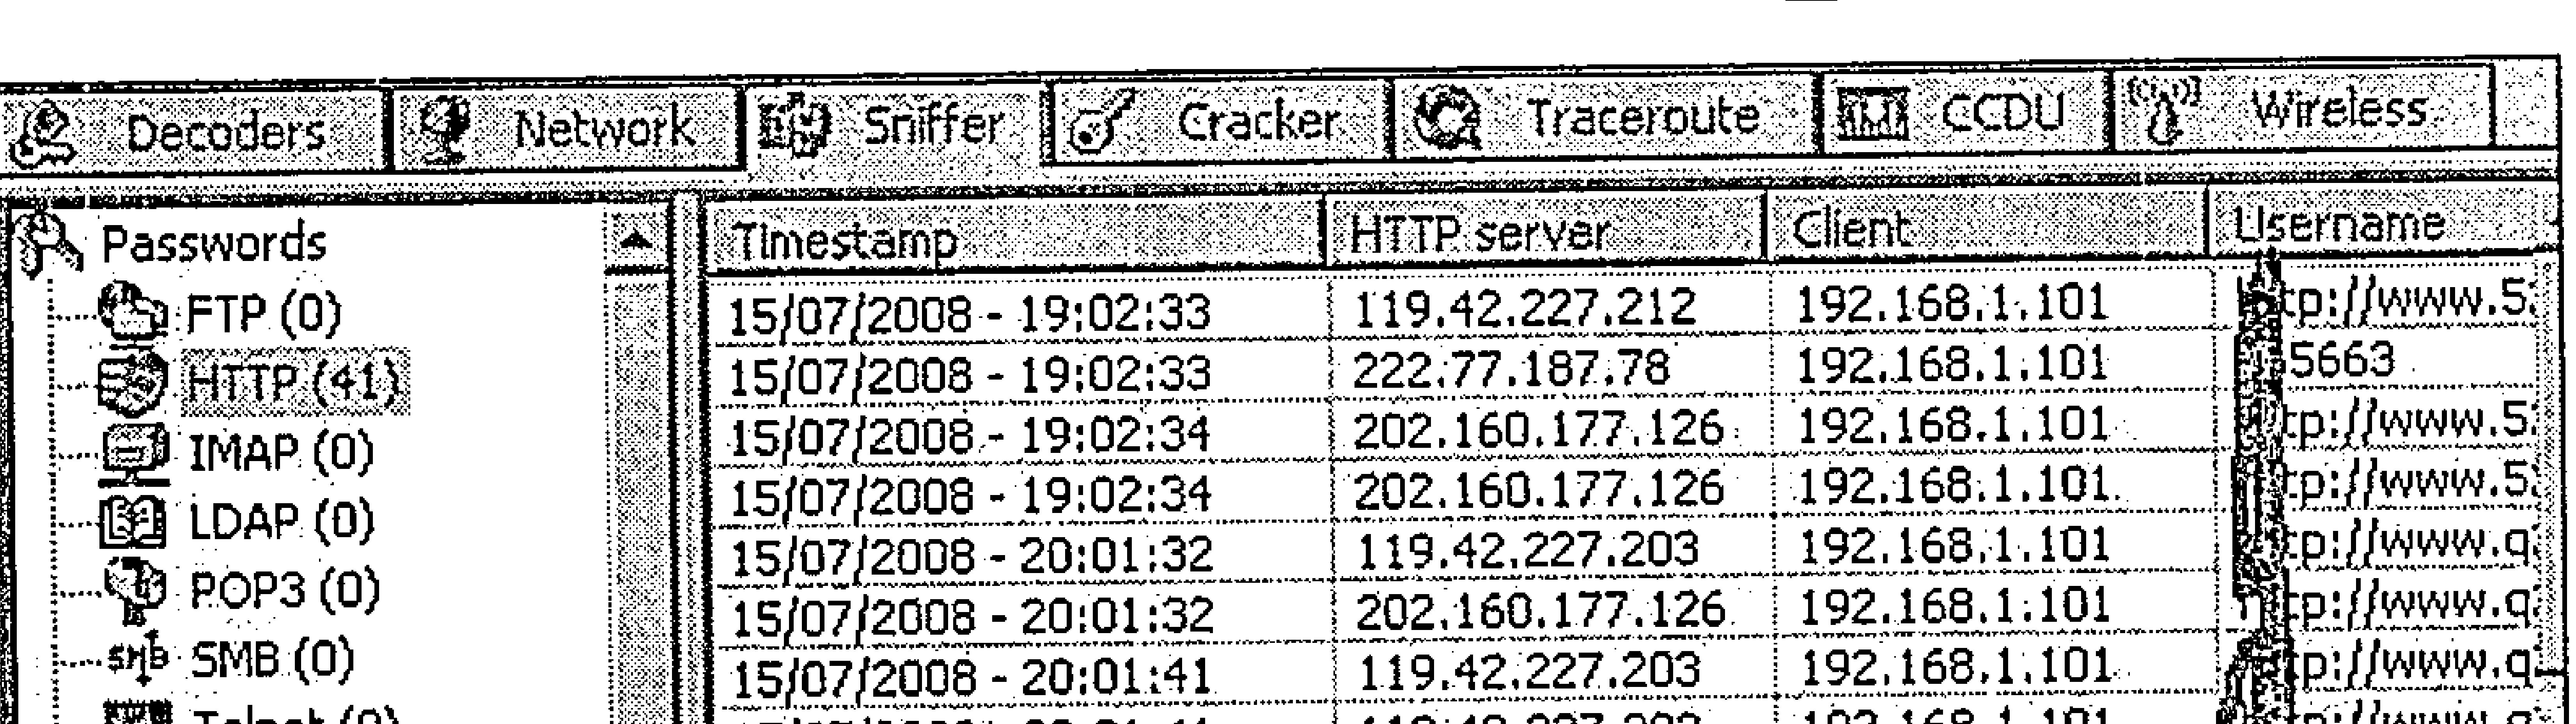 Decoders Network Sniffer Cracker Traceroute CCDU Wireless
Passwords
FTP (0)
HTTP (41)
IMAP (0)
LDAP (0)
POP3 (0)
SMB (0)
Timestamp HTTP server Client Username
15/07/2008 - 19:02:33 119.42.227.212 192.168.1.101 tp://www.5
15/07/2008 - 19:02:33 222.77.187.78 192.168.1.101 5663
15/07/2008 - 19:02:34 202.160.177.126 192.168.1.101 tp://www.5
15/07/2008 - 19:02:34 202.160.177.126 192.168.1.101 tp://www.5
15/07/2008 - 20:01:32 119.42.227.203 192.168.1.101 tp://www.q
15/07/2008 - 20:01:32 202.160.177.126 192.168.1.101 tp://www.q
15/07/2008 - 20:01:41 119.42.227.203 192.168.1.101 tp://www.q